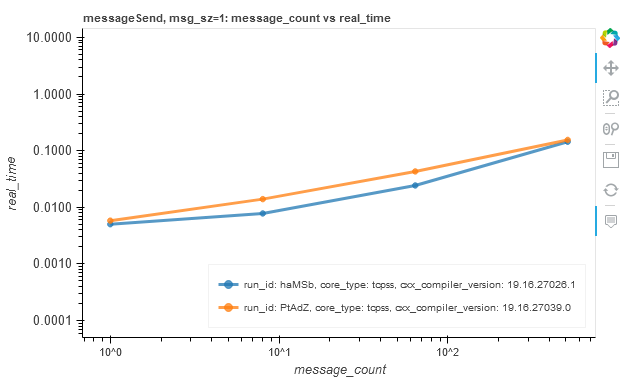 messageSend, msg_sz=1: message_count vs real_time
10.0000
1.0000
0.1000
0.0100
0.0010
0.0001
real_time
run_id: haMSb, core_type: tcpss, cxx_compiler_version: 19.16.27026.1
run_id: PtAdZ, core_type: tcpss, cxx_compiler_version: 19.16.27039.0
10^0 10^1 10^2
message_count